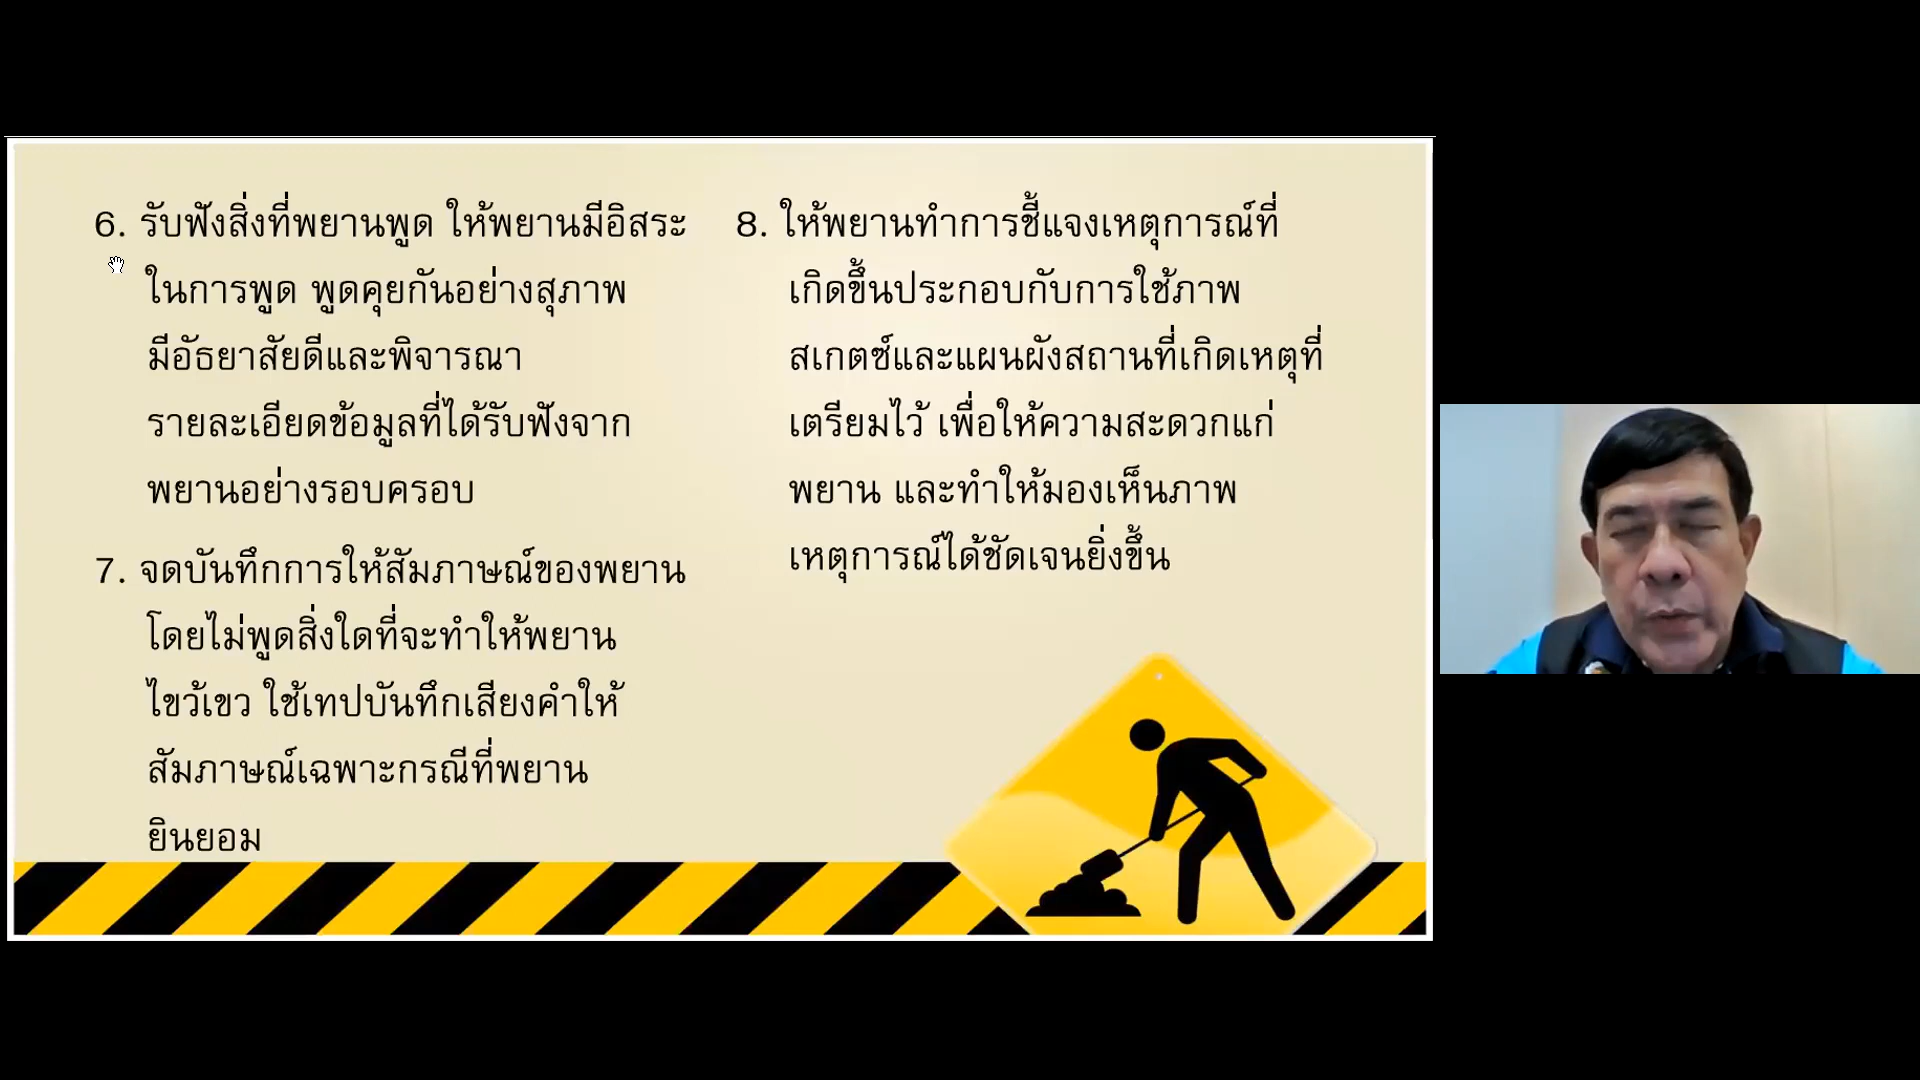 6. รับฟังสิ่งที่พยานพูด ให้พยานมีอิสระ
ในการพูด พูดคุยกันอย่างสุภาพ
มีอัธยาสัยดีและพิจารณา
รายละเอียดข้อมูลที่ได้รับฟังจาก
พยานอย่างรอบครอบ
7. จดบันทึกการให้สัมภาษณ์ของพยาน
โดยไม่พูดสิ่งใดที่จะทำให้พยาน
ไขว้เขว ใช้เทปบันทึกเสียงคำให้
สัมภาษณ์เฉพาะกรณีที่พยาน
ยินยอม
8. ให้พยานทำการชี้แจงเหตุการณ์ที่
เกิดขึ้นประกอบกับการใช้ภาพ
สเกตซ์และแผนผังสถานที่เกิดเหตุที่
เตรียมไว้ เพื่อให้ความสะดวกแก่
พยาน และทำให้มองเห็นภาพ
เหตุการณ์ได้ชัดเจนยิ่งขึ้น